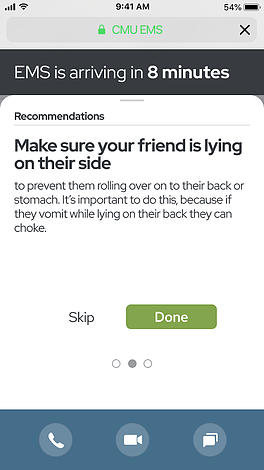 9:41 AM
54%
CMU EMS
EMS is arriving in 8 minutes
Recommendations
Make sure your friend is lying
on their side
to prevent them rolling over on to their back or
stomach. It's important to do this, because if
they vomit while lying on their back they can
choke.
Skip
Done